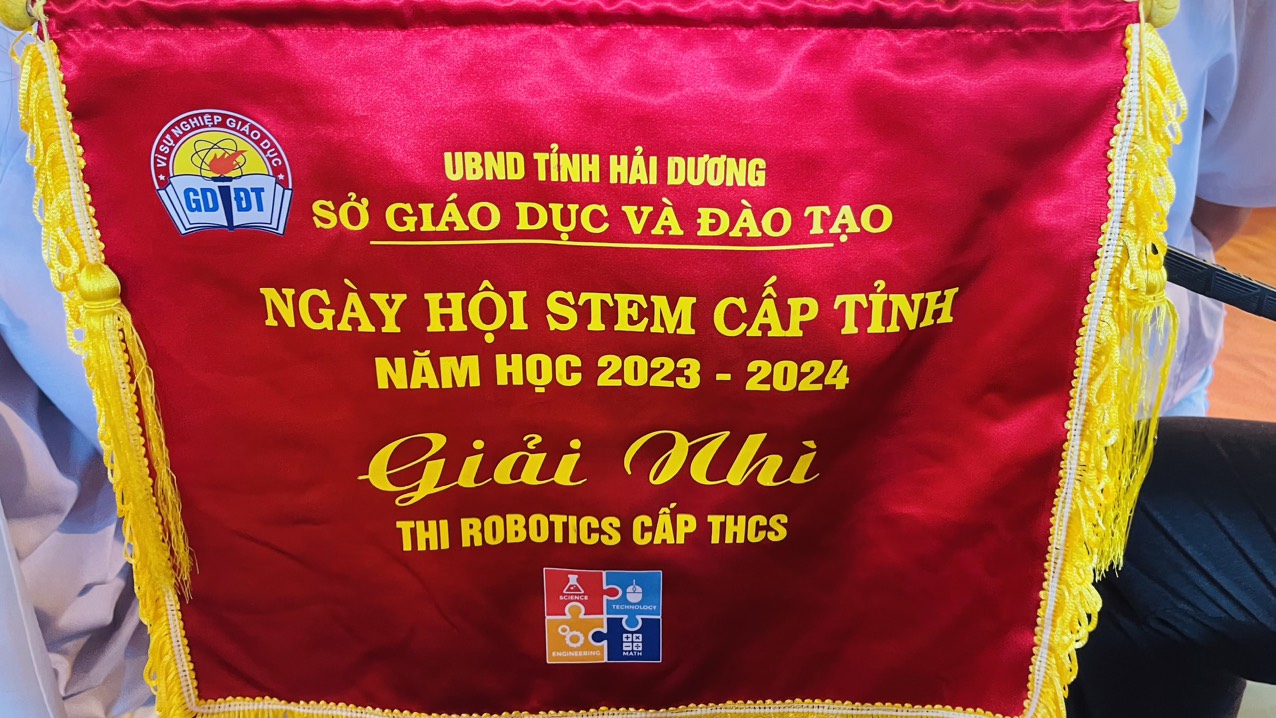 VÌ SỰ NGHIỆP GIÁO DỤC
GD ĐT
UBND TỈNH HẢI DƯƠNG
SỞ GIÁO DỤC VÀ ĐÀO TẠO
NGÀY HỘI STEM CẤP TỈNH
NĂM HỌC 2023 - 2024
Giải Nhì
THI ROBOTICS CẤP THCS
SCIENCE
TECHNOLOGY
ENGINEERING
MATH